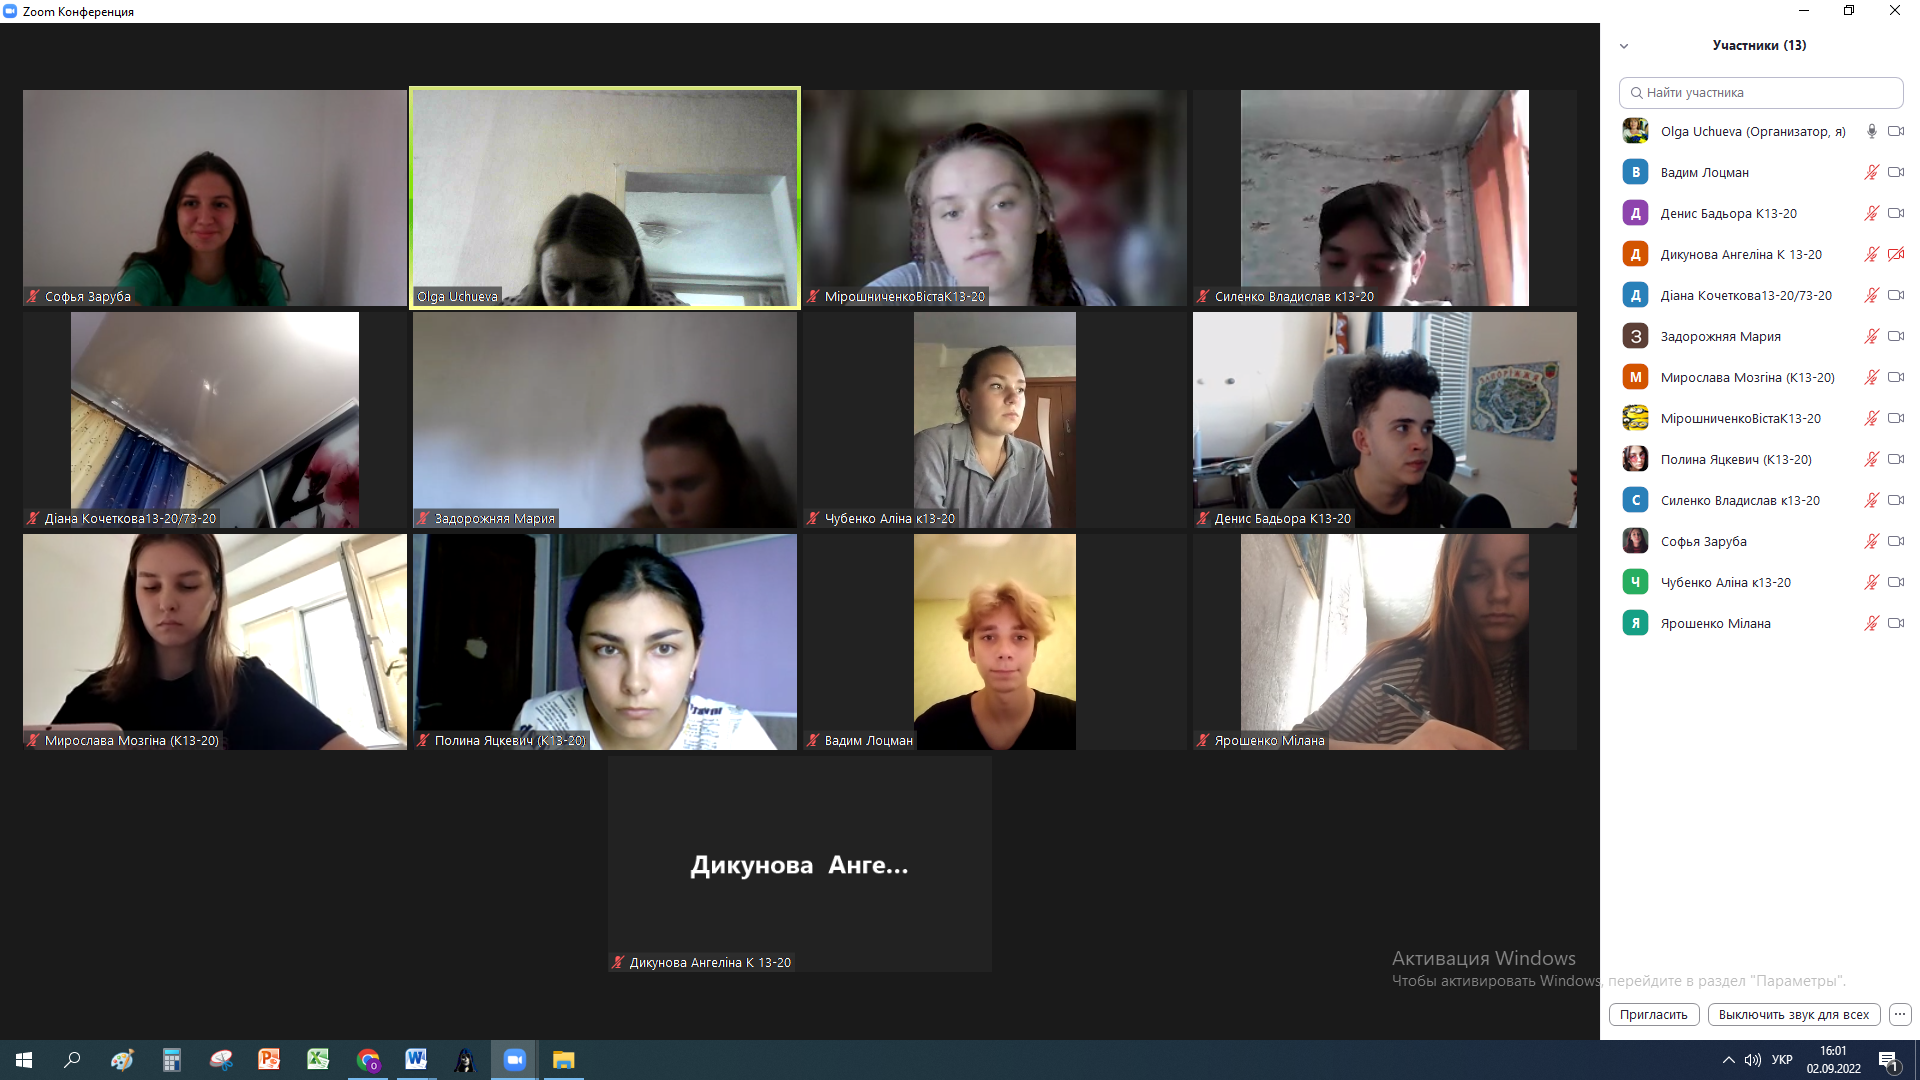 Zoom Конференция
Участники (13)
Найти участника
Olga Uchueva (Организатор, я)
В
Вадим Лоцман
Д
Денис Бадьора К13-20
Д
Дикунова Ангеліна К 13-20
Д
Діана Кочеткова13-20/73-20
З
Задорожняя Мария
М
Мирослава Мозгіна (К13-20)
МірошниченкоВістаК13-20
Полина Яцкевич (К13-20)
С
Силенко Владислав к13-20
Софья Заруба
Ч
Чубенко Аліна к13-20
Я
Ярошенко Мілана
Софья Заруба
Olga Uchueva
МірошниченкоВістаК13-20
Силенко Владислав к13-20
Діана Кочеткова13-20/73-20
Задорожняя Мария
Чубенко Аліна к13-20
Денис Бадьора К13-20
ЗАПОРІЖЖЯ
Мирослава Мозгіна (К13-20)
Полина Яцкевич (К13-20)
Вадим Лоцман
Ярошенко Мілана
Дикунова Анге...
Дикунова Ангеліна К 13-20
Активация Windows
Чтобы активировать Windows, перейдите в раздел "Параметры".
Пригласить
Выключить звук для всех
...
УКР
16:01
02.09.2022
1